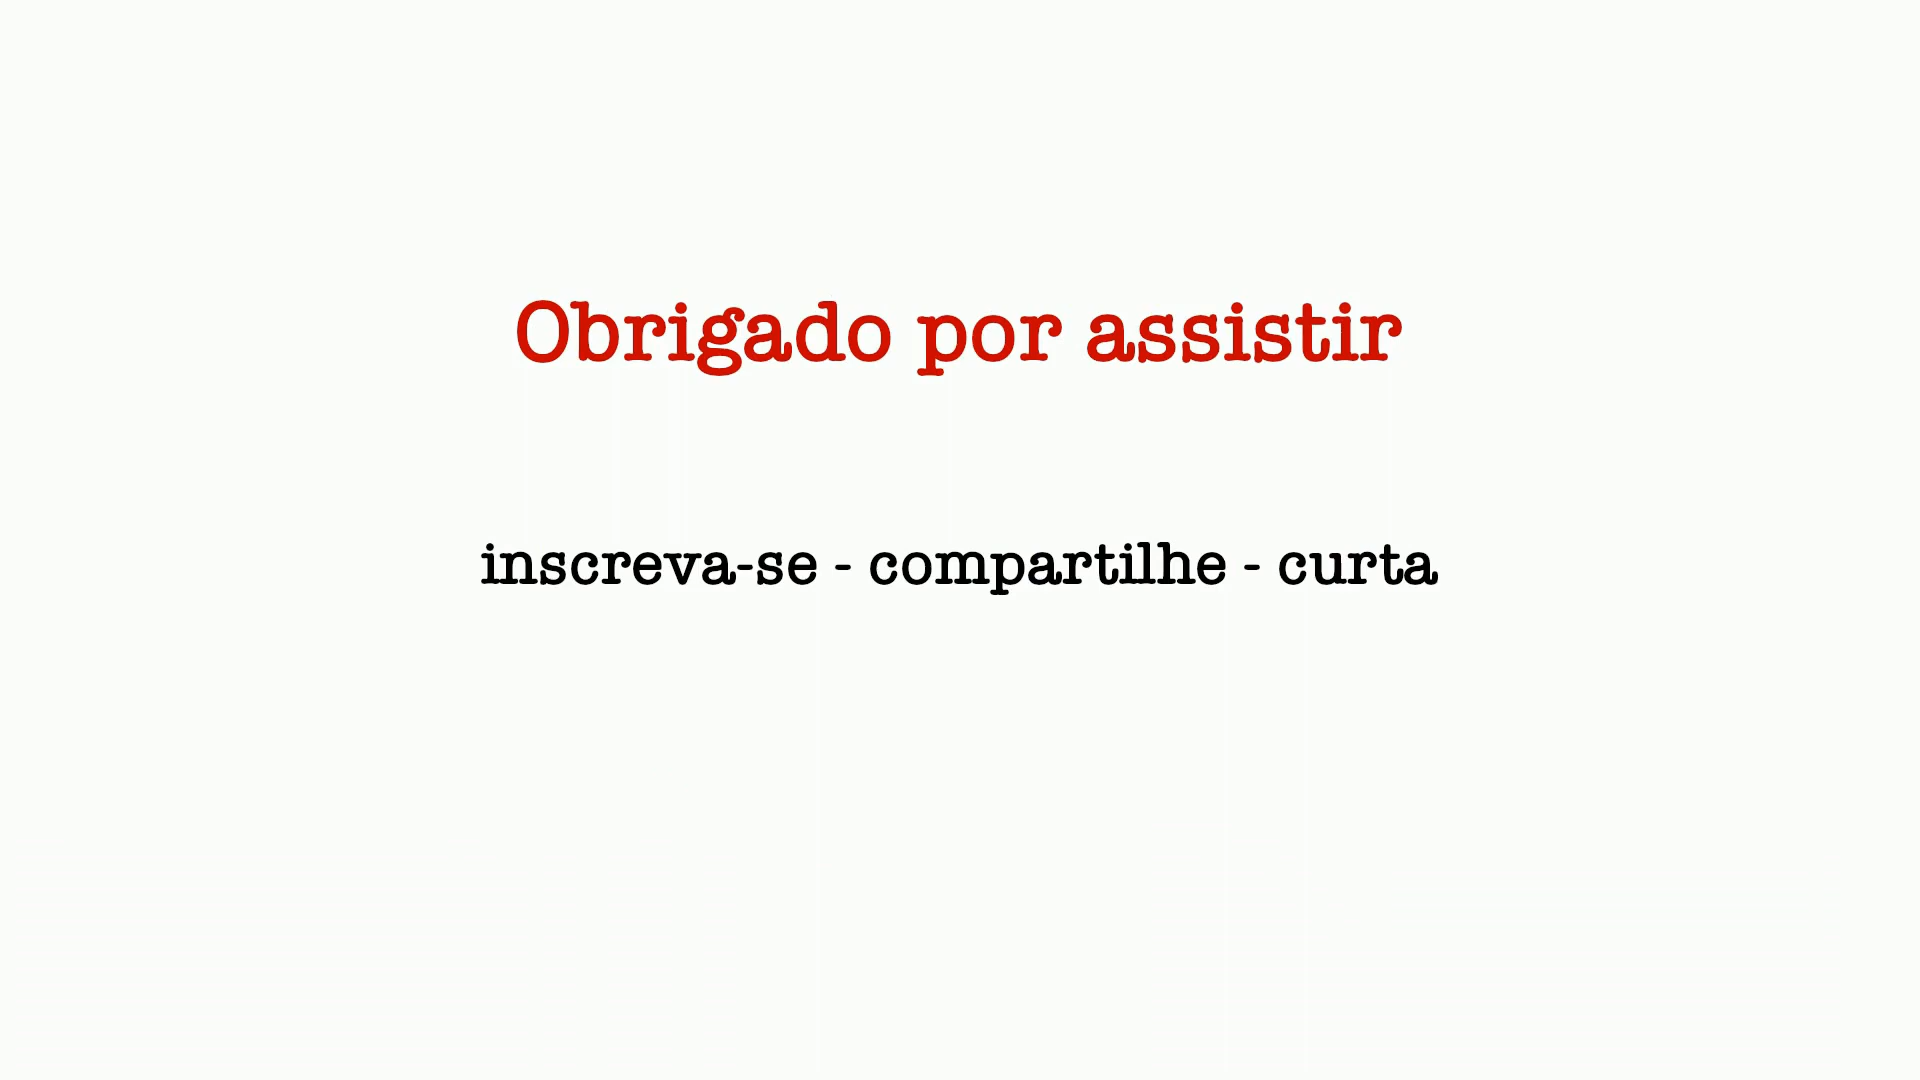 Obrigado por assistir
inscreva-se - compartilhe - curta